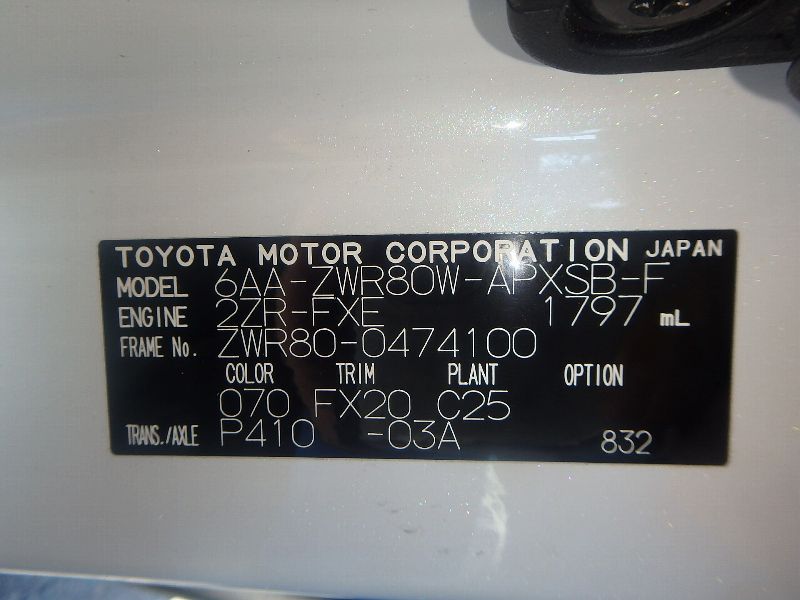 TOYOTA MOTOR CORPORATION JAPAN
MODEL 6AA-ZWR80W-APXSB-F
ENGINE 2ZR-FXE 1797 mL
FRAME No. ZWR80-0474100
COLOR TRIM PLANT OPTION
070 FX20 C25
TRANS./AXLE P410 -03A 832